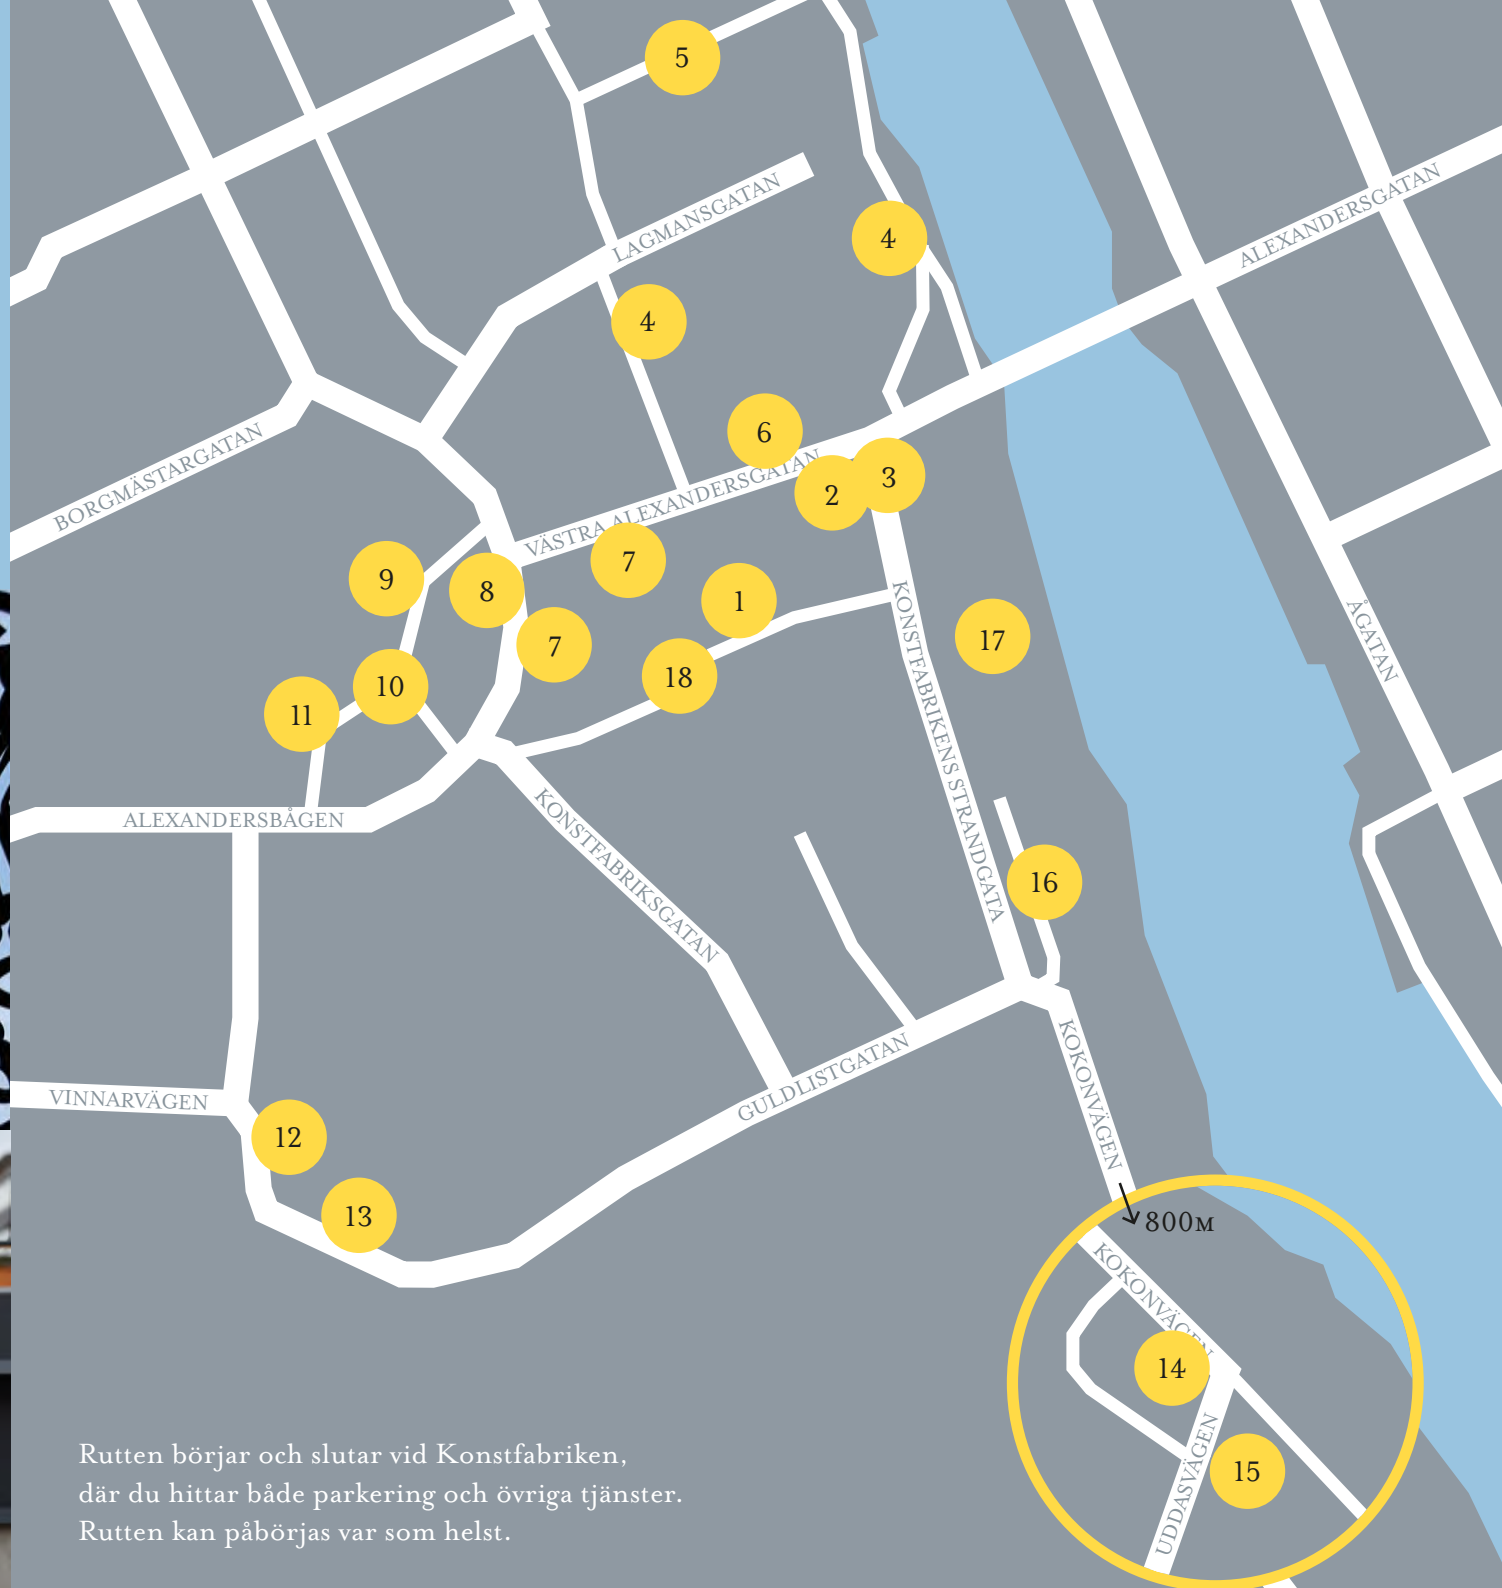 5
LAGMANSGATAN
ALEXANDERSGATAN
4
4
BORGMÄSTARGATAN
6
VÄSTRA ALEXANDERSGATAN
2
3
7
9
8
1
KONSTFABRIKENS STRANDGATA
ÅGATAN
17
7
18
10
11
ALEXANDERSBÅGEN
KONSTFABRIKSGATAN
16
GULDLISTGATAN
KOKONVÄGEN
VINNARVÄGEN
12
13
800M
KOKONVÄGEN
14
UDDASVÄGEN
15
Rutten börjar och slutar vid Konstfabriken,
där du hittar både parkering och övriga tjänster.
Rutten kan påbörjas var som helst.